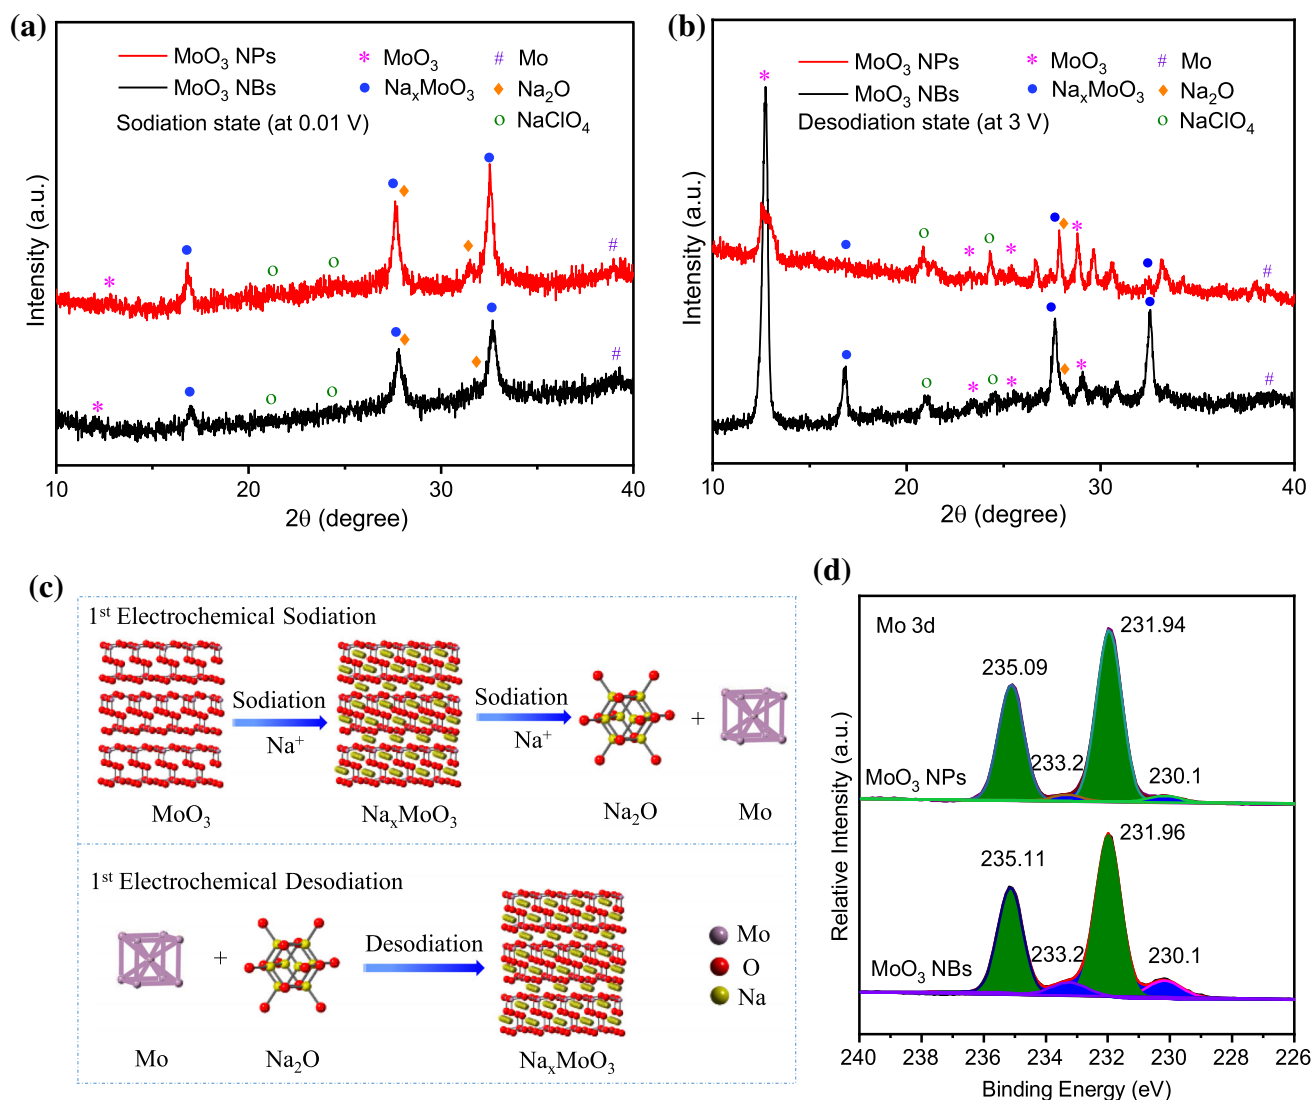 (a)
MoO₃ NPs
MoO₃ NBs
Sodiation state (at 0.01 V)
* MoO₃
● NaₓMoO₃
# Mo
◆ Na₂O
o NaClO₄
Intensity (a.u.)
10 20 30 40
2θ (degree)
(b)
MoO₃ NPs
MoO₃ NBs
Desodiation state (at 3 V)
* MoO₃
● NaₓMoO₃
# Mo
◆ Na₂O
o NaClO₄
Intensity (a.u.)
10 20 30 40
2θ (degree)
(c)
1st Electrochemical Sodiation
Sodiation
Na⁺
Sodiation
Na⁺
+
MoO₃
NaₓMoO₃
Na₂O
Mo
1st Electrochemical Desodiation
+
Desodiation
Mo
O
Na
Mo
Na₂O
NaₓMoO₃
(d)
Mo 3d
231.94
235.09
233.2
230.1
MoO₃ NPs
231.96
235.11
233.2
230.1
MoO₃ NBs
Relative Intensity (a.u.)
240 238 236 234 232 230 228 226
Binding Energy (eV)